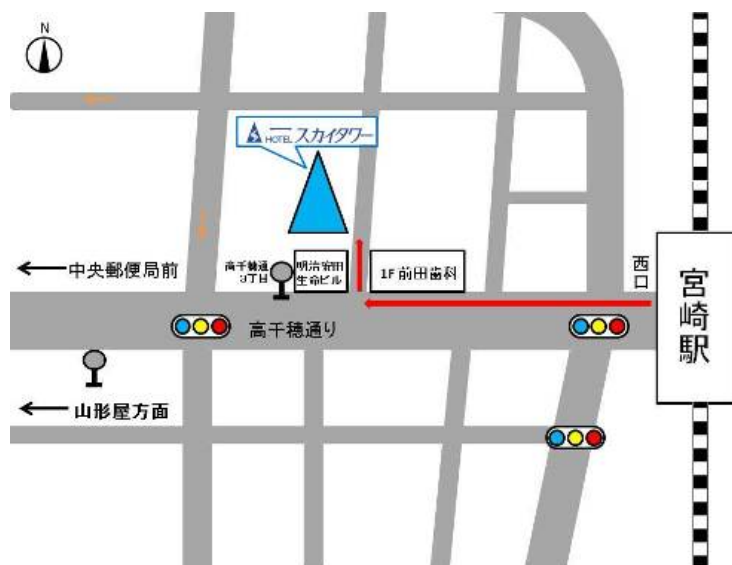 N
HOTEL スカイタワー
中央郵便局前
高千穂通
3丁目
明治安田
生命ビル
1F 前田歯科
西口
宮崎駅
高千穂通り
山形屋方面